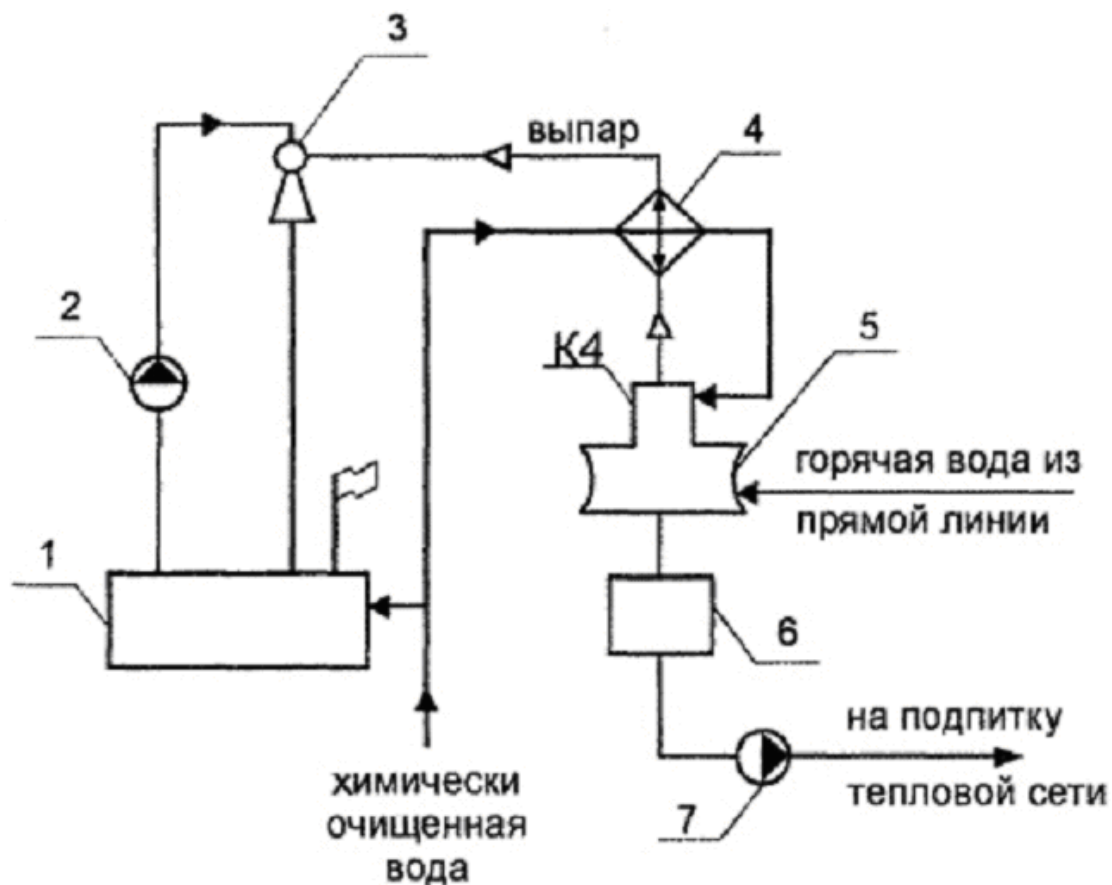 3
выпар
4
2
К4
5
горячая вода из
прямой линии
1
6
на подпитку
тепловой сети
7
химически
очищенная
вода